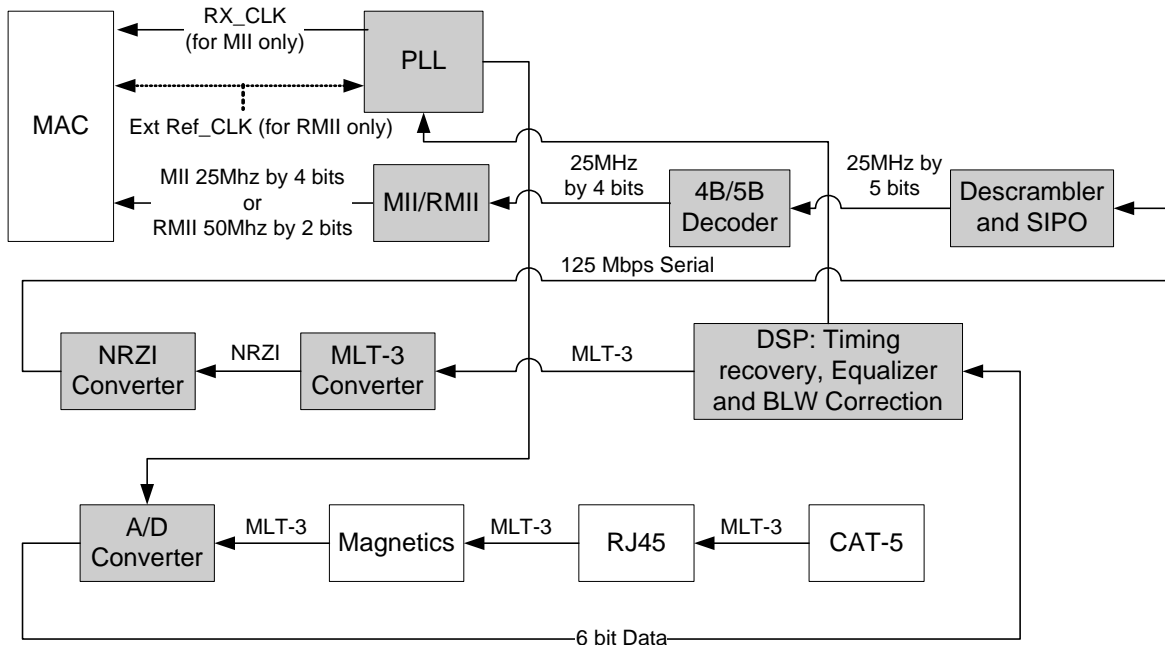 RX_CLK
(for MII only)
PLL
MAC
Ext Ref_CLK (for RMII only)
MII 25Mhz by 4 bits
or
RMII 50Mhz by 2 bits
MII/RMII
25MHz
by 4 bits
4B/5B
Decoder
25MHz by
5 bits
Descrambler
and SIPO
125 Mbps Serial
NRZI
Converter
NRZI
MLT-3
Converter
MLT-3
DSP: Timing
recovery, Equalizer
and BLW Correction
A/D
Converter
MLT-3
Magnetics
MLT-3
RJ45
MLT-3
CAT-5
6 bit Data